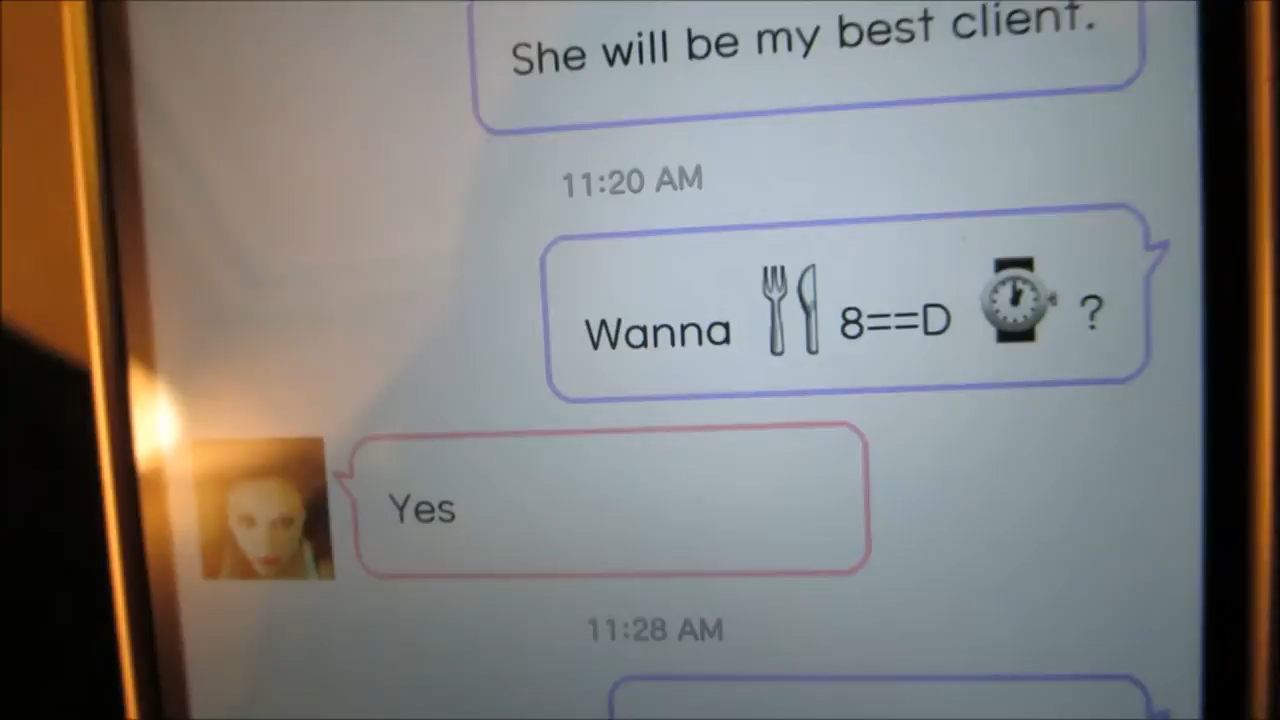 She will be my best client.
11:20 AM
Wanna 🍴 8==D ⌚ ?
Yes
11:28 AM